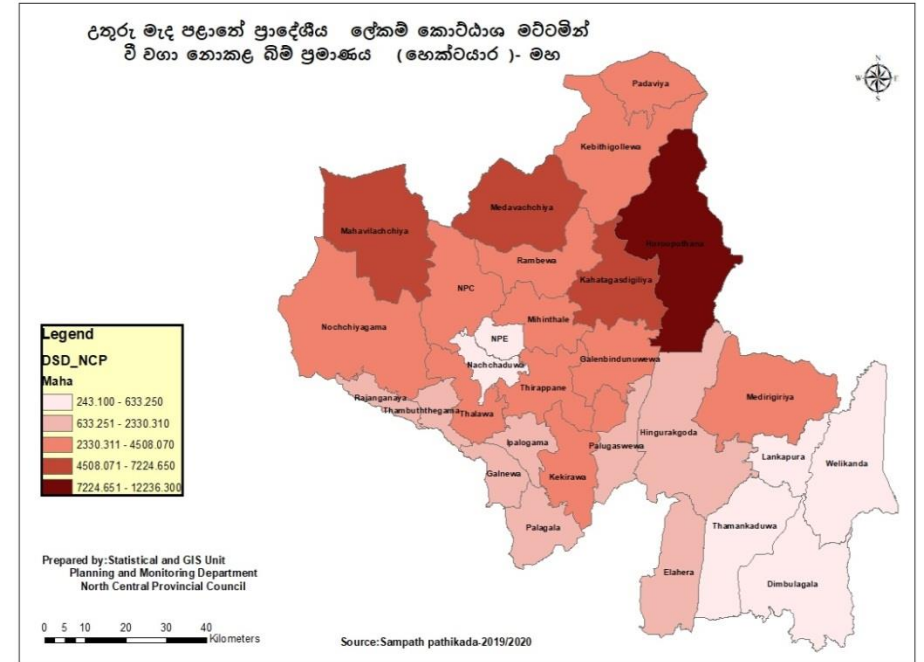 උතුරු මැද පළාතේ ප්‍රාදේශීය ලේකම් කොට්ඨාශ මට්ටමින්
වී වගා නොකළ බිම් ප්‍රමාණය (හෙක්ටයාර )- මහ
N
W
E
S
Padaviya
Kebithigollewa
Medavachchiya
Mahavilachchiya
Horowpothana
Rambewa
Kahatagasdigiliya
NPC
Mihinthale
Nochchiyagama
NPE
Nachchaduwa
Galenbindunuwewa
Thirappane
Rajanganaya
Thambuththegama
Thalawa
Medirigiriya
Hingurakgoda
Ipalogama
Palugaswewa
Lankapura
Welikanda
Galnewa
Kekirawa
Palagala
Thamankaduwa
Elahera
Dimbulagala
Legend
DSD_NCP
Maha
243.100 - 633.250
633.251 - 2330.310
2330.311 - 4508.070
4508.071 - 7224.650
7224.651 - 12236.300
Prepared by:Statistical and GIS Unit
Planning and Monitoring Department
North Central Provincial Council
0 5 10 20 30 40
Kilometers
Source:Sampath pathikada-2019/2020